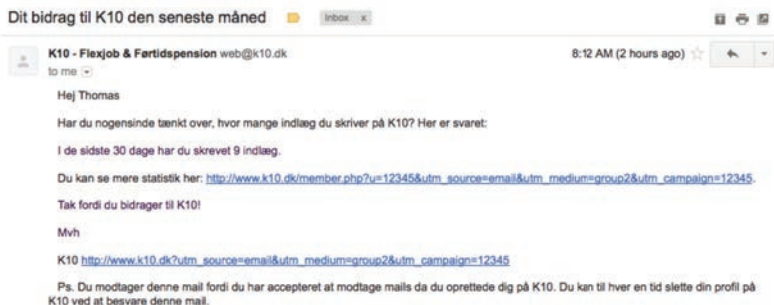 Dit bidrag til K10 den seneste måned Inbox x
K10 - Flexjob & Førtidspension web@k10.dk 8:12 AM (2 hours ago)
to me
Hej Thomas
Har du nogensinde tænkt over, hvor mange indlæg du skriver på K10? Her er svaret:
I de sidste 30 dage har du skrevet 9 indlæg.
Du kan se mere statistik her: http://www.k10.dk/member.php?u=12345&utm_source=email&utm_medium=group2&utm_campaign=12345.
Tak fordi du bidrager til K10!
Mvh
K10 http://www.k10.dk?utm_source=email&utm_medium=group2&utm_campaign=12345
Ps. Du modtager denne mail fordi du har accepteret at modtage mails da du oprettede dig på K10. Du kan til hver en tid slette din profil på
K10 ved at besvare denne mail.